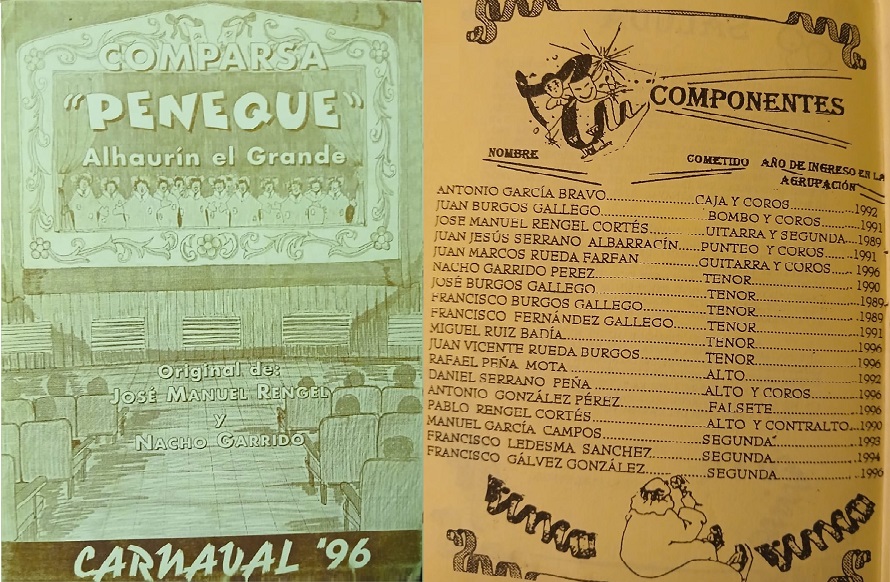 COMPARSA
"PENEQUE"
Alhaurín el Grande
Original de:
JOSÉ MANUEL RENGEL
y
NACHO GARRIDO
CARNAVAL '96
COMPONENTES
NOMBRE COMETIDO AÑO DE INGRESO EN LA
AGRUPACIÓN
ANTONIO GARCÍA BRAVO CAJA Y COROS 1992
JUAN BURGOS GALLEGO BOMBO Y COROS 1991
JOSE MANUEL RENGEL CORTÉS UITARRA Y SEGUNDA 1989
JUAN JESÚS SERRANO ALBARRACÍN PUNTEO Y COROS 1991
JUAN MARCOS RUEDA FARFAN GUITARRA Y COROS 1996
NACHO GARRIDO PEREZ TENOR 1990
JOSÉ BURGOS GALLEGO TENOR 1989
FRANCISCO BURGOS GALLEGO TENOR 1989
FRANCISCO FERNÁNDEZ GALLEGO TENOR 1991
MIGUEL RUIZ BADÍA TENOR 1996
JUAN VICENTE RUEDA BURGOS TENOR 1996
RAFAEL PEÑA MOTA ALTO 1992
DANIEL SERRANO PEÑA ALTO Y COROS 1996
ANTONIO GONZÁLEZ PÉREZ FALSETE 1996
PABLO RENGEL CORTÉS ALTO Y CONTRALTO 1990
MANUEL GARCÍA CAMPOS SEGUNDA 1993
FRANCISCO LEDESMA SANCHEZ SEGUNDA 1994
FRANCISCO GÁLVEZ GONZÁLEZ SEGUNDA 1996